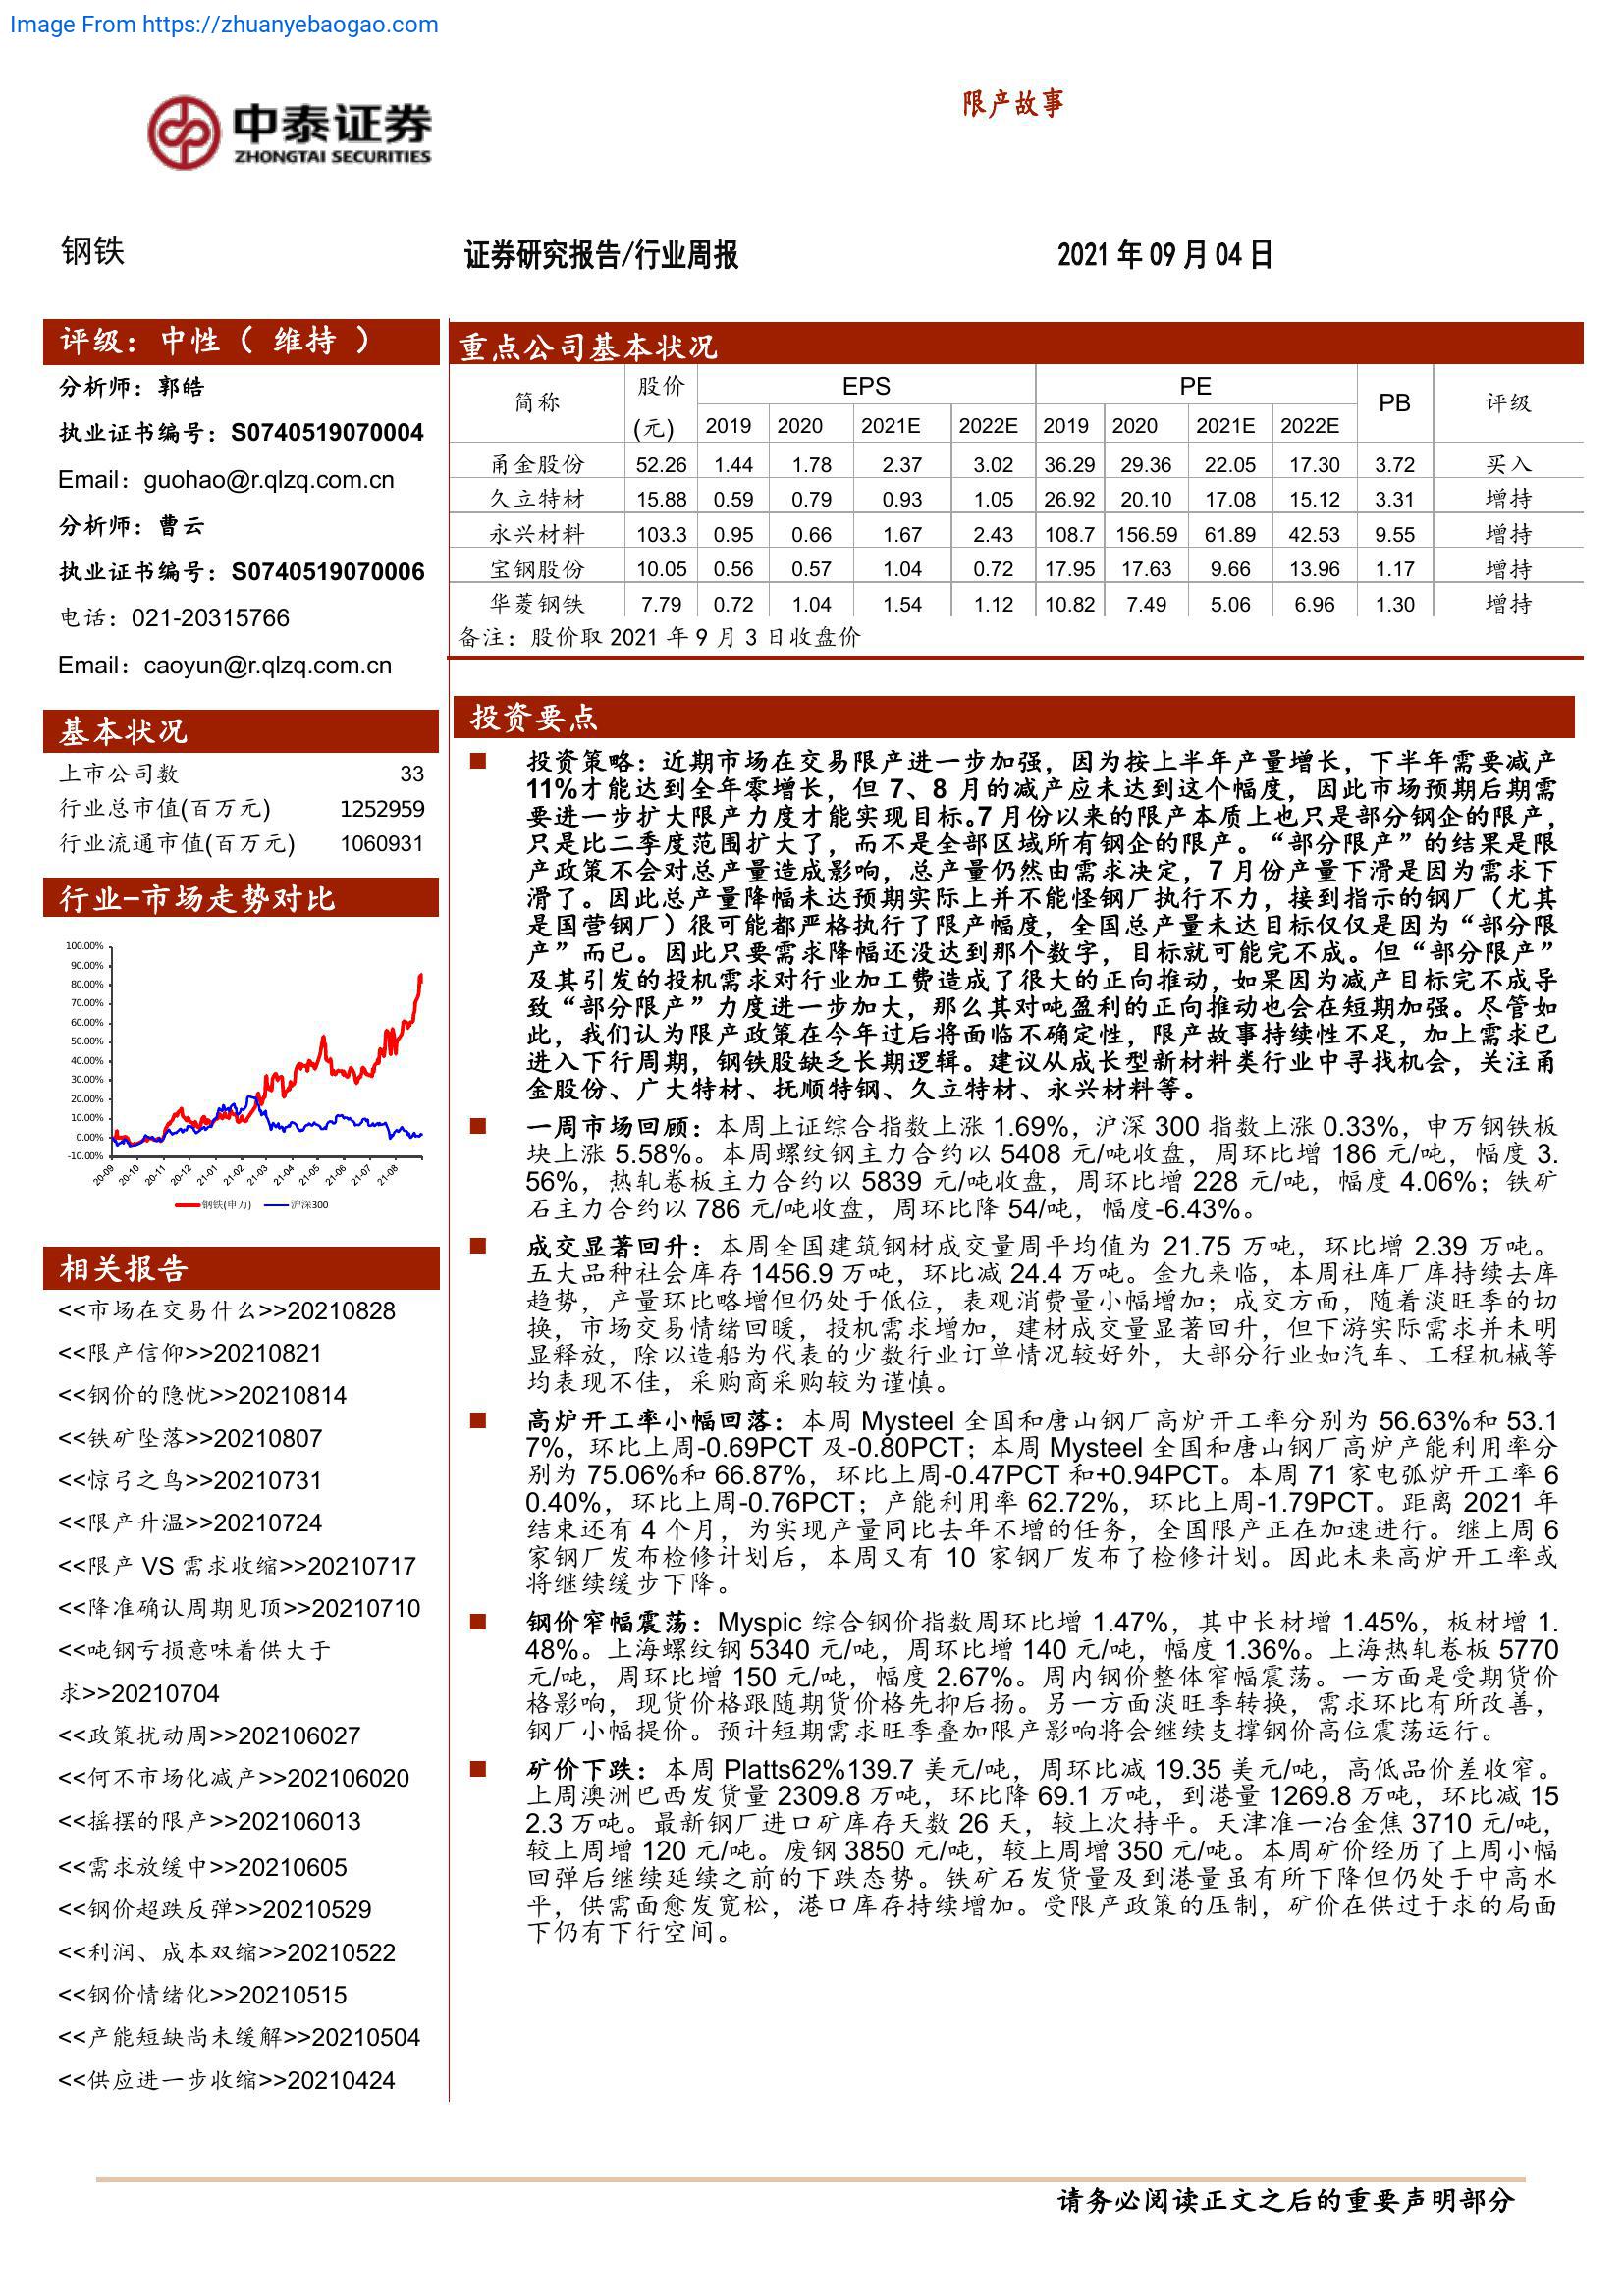 Image From https://zhuanyebaogao.com
限产故事
中泰证券
ZHONGTAI SECURITIES
钢铁
证券研究报告/行业周报
2021 年 09 月 04 日
评级：中性（ 维持 ）
分析师：郭皓
执业证书编号：S0740519070004
Email：guohao@r.qlzq.com.cn
分析师：曹云
执业证书编号：S0740519070006
电话：021-20315766
Email：caoyun@r.qlzq.com.cn
基本状况
上市公司数 33
行业总市值(百万元) 1252959
行业流通市值(百万元) 1060931
行业-市场走势对比
100.00%
90.00%
80.00%
70.00%
60.00%
50.00%
40.00%
30.00%
20.00%
10.00%
0.00%
-10.00%
20-09 20-10 20-11 20-12 21-01 21-02 21-03 21-04 21-05 21-06 21-07 21-08
钢铁(申万) 沪深300
相关报告
<<市场在交易什么>>20210828
<<限产信仰>>20210821
<<钢价的隐忧>>20210814
<<铁矿坠落>>20210807
<<惊弓之鸟>>20210731
<<限产升温>>20210724
<<限产 VS 需求收缩>>20210717
<<降准确认周期见顶>>20210710
<<吨钢亏损意味着供大于
求>>20210704
<<政策扰动周>>202106027
<<何不市场化减产>>202106020
<<摇摆的限产>>202106013
<<需求放缓中>>20210605
<<钢价超跌反弹>>20210529
<<利润、成本双缩>>20210522
<<钢价情绪化>>20210515
<<产能短缺尚未缓解>>20210504
<<供应进一步收缩>>20210424
重点公司基本状况
简称 股价 (元) EPS PE PB 评级
2019 2020 2021E 2022E 2019 2020 2021E 2022E
甬金股份 52.26 1.44 1.78 2.37 3.02 36.29 29.36 22.05 17.30 3.72 买入
久立特材 15.88 0.59 0.79 0.93 1.05 26.92 20.10 17.08 15.12 3.31 增持
永兴材料 103.3 0.95 0.66 1.67 2.43 108.7 156.59 61.89 42.53 9.55 增持
宝钢股份 10.05 0.56 0.57 1.04 0.72 17.95 17.63 9.66 13.96 1.17 增持
华菱钢铁 7.79 0.72 1.04 1.54 1.12 10.82 7.49 5.06 6.96 1.30 增持
备注：股价取 2021 年 9 月 3 日收盘价
投资要点
■ 投资策略：近期市场在交易限产进一步加强，因为按上半年产量增长，下半年需要减产
11%才能达到全年零增长，但 7、8 月的减产应未达到这个幅度，因此市场预期后期需
要进一步扩大限产力度才能实现目标。7 月份以来的限产本质上也只是部分钢企的限产，
只是比二季度范围扩大了，而不是全部区域所有钢企的限产。“部分限产”的结果是限
产政策不会对总产量造成影响，总产量仍然由需求决定，7 月份产量下滑是因为需求下
滑了。因此总产量降幅未达预期实际上并不能怪钢厂执行不力，接到指示的钢厂（尤其
是国营钢厂）很可能都严格执行了限产幅度，全国总产量未达目标仅仅是因为“部分限
产”而已。因此只要需求降幅还没达到那个数字，目标就可能完不成。但“部分限产”
及其引发的投机需求对行业加工费造成了很大的正向推动，如果因为减产目标完不成导
致“部分限产”力度进一步加大，那么其对吨盈利的正向推动也会在短期加强。尽管如
此，我们认为限产政策在今年过后将面临不确定性，限产故事持续性不足，加上需求已
进入下行周期，钢铁股缺乏长期逻辑。建议从成长型新材料类行业中寻找机会，关注甬
金股份、广大特材、抚顺特钢、久立特材、永兴材料等。
■ 一周市场回顾：本周上证综合指数上涨 1.69%，沪深 300 指数上涨 0.33%，申万钢铁板
块上涨 5.58%。本周螺纹钢主力合约以 5408 元/吨收盘，周环比增 186 元/吨，幅度 3.
56%，热轧卷板主力合约以 5839 元/吨收盘，周环比增 228 元/吨，幅度 4.06%；铁矿
石主力合约以 786 元/吨收盘，周环比降 54/吨，幅度-6.43%。
■ 成交显著回升：本周全国建筑钢材成交量周平均值为 21.75 万吨，环比增 2.39 万吨。
五大品种社会库存 1456.9 万吨，环比减 24.4 万吨。金九来临，本周社库厂库持续去库
趋势，产量环比略增但仍处于低位，表观消费量小幅增加；成交方面，随着淡旺季的切
换，市场交易情绪回暖，投机需求增加，建材成交量显著回升，但下游实际需求并未明
显释放，除以造船为代表的少数行业订单情况较好外，大部分行业如汽车、工程机械等
均表现不佳，采购商采购较为谨慎。
■ 高炉开工率小幅回落：本周 Mysteel 全国和唐山钢厂高炉开工率分别为 56.63%和 53.1
7%，环比上周-0.69PCT 及-0.80PCT；本周 Mysteel 全国和唐山钢厂高炉产能利用率分
别为 75.06%和 66.87%，环比上周-0.47PCT 和+0.94PCT。本周 71 家电弧炉开工率 6
0.40%，环比上周-0.76PCT；产能利用率 62.72%，环比上周-1.79PCT。距离 2021 年
结束还有 4 个月，为实现产量同比去年不增的任务，全国限产正在加速进行。继上周 6
家钢厂发布检修计划后，本周又有 10 家钢厂发布了检修计划。因此未来高炉开工率或
将继续缓步下降。
■ 钢价窄幅震荡：Myspic 综合钢价指数周环比增 1.47%，其中长材增 1.45%，板材增 1.
48%。上海螺纹钢 5340 元/吨，周环比增 140 元/吨，幅度 1.36%。上海热轧卷板 5770
元/吨，周环比增 150 元/吨，幅度 2.67%。周内钢价整体窄幅震荡。一方面是受期货价
格影响，现货价格跟随期货价格先抑后扬。另一方面淡旺季转换，需求环比有所改善，
钢厂小幅提价。预计短期需求旺季叠加限产影响将会继续支撑钢价高位震荡运行。
■ 矿价下跌：本周 Platts62%139.7 美元/吨，周环比减 19.35 美元/吨，高低品价差收窄。
上周澳洲巴西发货量 2309.8 万吨，环比降 69.1 万吨，到港量 1269.8 万吨，环比减 15
2.3 万吨。最新钢厂进口矿库存天数 26 天，较上次持平。天津准一冶金焦 3710 元/吨，
较上周增 120 元/吨。废钢 3850 元/吨，较上周增 350 元/吨。本周矿价经历了上周小幅
回弹后继续延续之前的下跌态势。铁矿石发货量及到港量虽有所下降但仍处于中高水
平，供需面愈发宽松，港口库存持续增加。受限产政策的压制，矿价在供过于求的局面
下仍有下行空间。
请务必阅读正文之后的重要声明部分